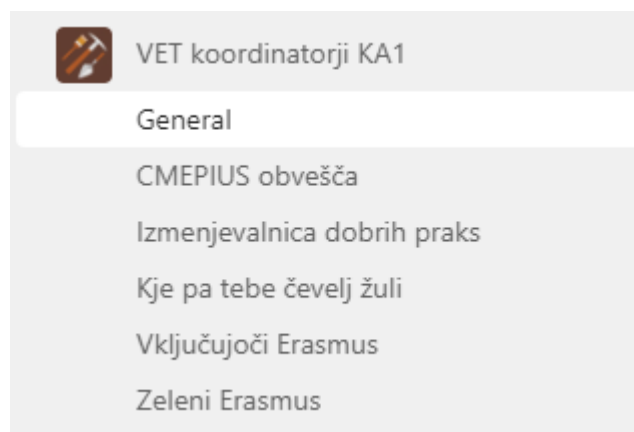 VET koordinatorji KA1
General
CMEPIUS obvešča
Izmenjevalnica dobrih praks
Kje pa tebe čevelj žuli
Vključujoči Erasmus
Zeleni Erasmus